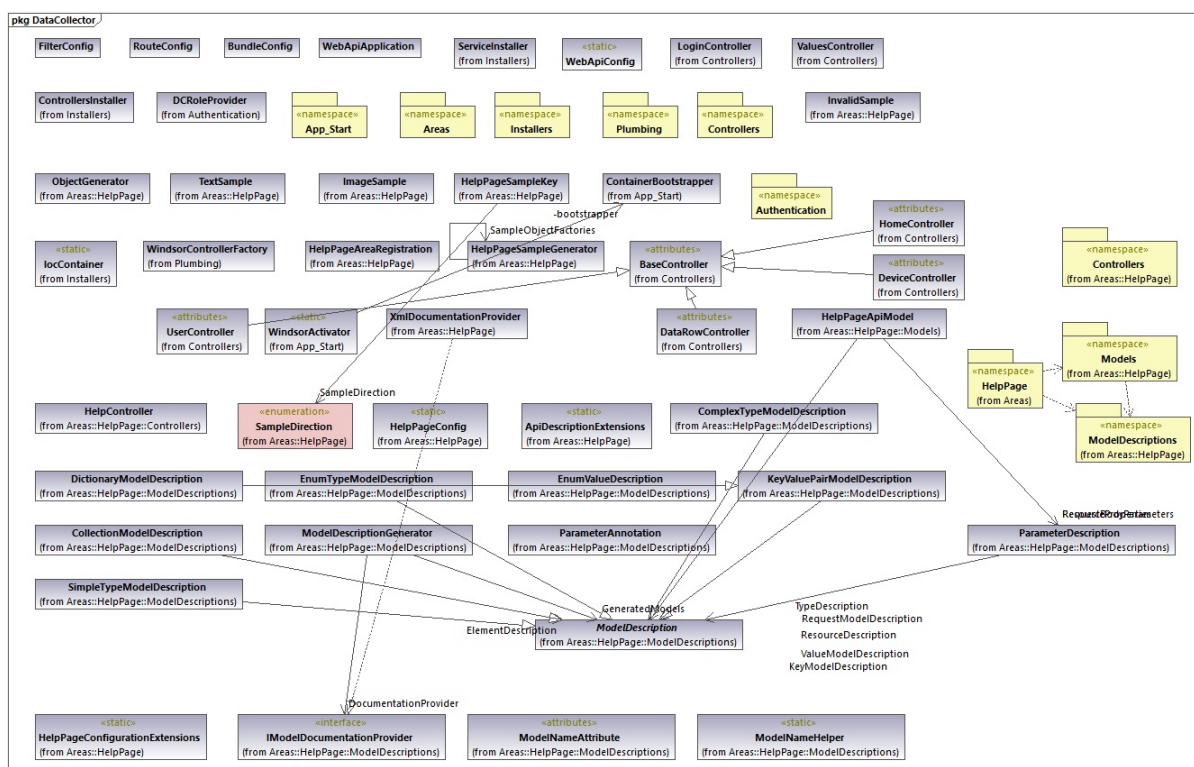 pkg DataCollector
FilterConfig
RouteConfig
BundleConfig
WebApiApplication
ServiceInstaller
(from Installers)
«static»
WebApiConfig
LoginController
(from Controllers)
ValuesController
(from Controllers)
ControllersInstaller
(from Installers)
DCRoleProvider
(from Authentication)
«namespace»
App_Start
«namespace»
Areas
«namespace»
Installers
«namespace»
Plumbing
«namespace»
Controllers
InvalidSample
(from Areas::HelpPage)
ObjectGenerator
(from Areas::HelpPage)
TextSample
(from Areas::HelpPage)
ImageSample
(from Areas::HelpPage)
HelpPageSampleKey
(from Areas::HelpPage)
ContainerBootstrapper
(from App_Start)
«namespace»
Authentication
«attributes»
HomeController
(from Controllers)
-bootstrapper
SampleObjectFactories
«static»
IocContainer
(from Installers)
WindsorControllerFactory
(from Plumbing)
HelpPageAreaRegistration
(from Areas::HelpPage)
HelpPageSampleGenerator
(from Areas::HelpPage)
«attributes»
BaseController
(from Controllers)
«attributes»
DeviceController
(from Controllers)
«namespace»
Controllers
(from Areas::HelpPage)
«attributes»
UserController
(from Controllers)
«static»
WindsorActivator
(from App_Start)
XmlDocumentationProvider
(from Areas::HelpPage)
«attributes»
DataRowController
(from Controllers)
HelpPageApiModel
(from Areas::HelpPage::Models)
«namespace»
HelpPage
(from Areas)
«namespace»
Models
(from Areas::HelpPage)
SampleDirection
HelpController
(from Areas::HelpPage::Controllers)
«enumeration»
SampleDirection
(from Areas::HelpPage)
«static»
HelpPageConfig
(from Areas::HelpPage)
«static»
ApiDescriptionExtensions
(from Areas::HelpPage)
ComplexTypeModelDescription
(from Areas::HelpPage::ModelDescriptions)
«namespace»
ModelDescriptions
(from Areas::HelpPage)
DictionaryModelDescription
(from Areas::HelpPage::ModelDescriptions)
EnumTypeModelDescription
(from Areas::HelpPage::ModelDescriptions)
EnumValueDescription
(from Areas::HelpPage::ModelDescriptions)
KeyValuePairModelDescription
(from Areas::HelpPage::ModelDescriptions)
CollectionModelDescription
(from Areas::HelpPage::ModelDescriptions)
ModelDescriptionGenerator
(from Areas::HelpPage::ModelDescriptions)
ParameterAnnotation
(from Areas::HelpPage::ModelDescriptions)
ParameterDescription
(from Areas::HelpPage::ModelDescriptions)
SimpleTypeModelDescription
(from Areas::HelpPage::ModelDescriptions)
GeneratedModels
ElementDescription
ModelDescription
(from Areas::HelpPage::ModelDescriptions)
TypeDescription
RequestModelDescription
ResourceDescription
ValueModelDescription
KeyModelDescription
DocumentationProvider
«static»
HelpPageConfigurationExtensions
(from Areas::HelpPage)
«interface»
IModelDocumentationProvider
(from Areas::HelpPage::ModelDescriptions)
«attributes»
ModelNameAttribute
(from Areas::HelpPage::ModelDescriptions)
«static»
ModelNameHelper
(from Areas::HelpPage::ModelDescriptions)